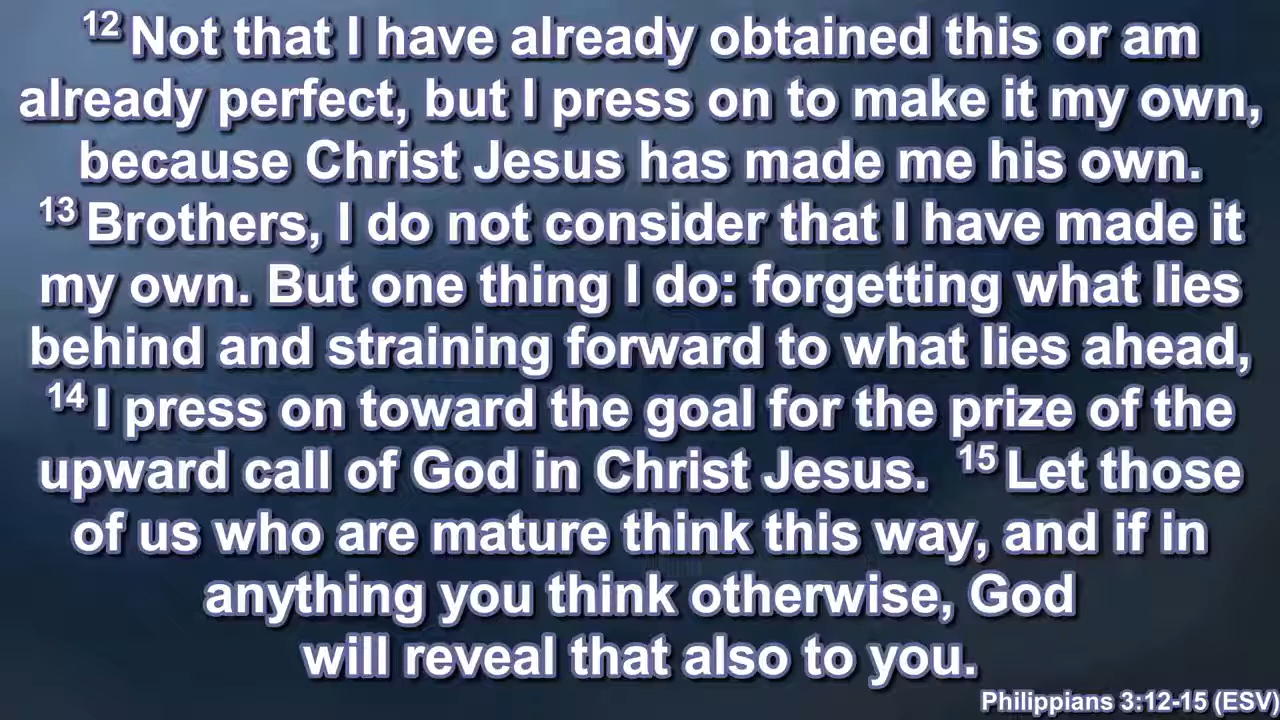 12 Not that I have already obtained this or am
already perfect, but I press on to make it my own,
because Christ Jesus has made me his own.
13 Brothers, I do not consider that I have made it
my own. But one thing I do: forgetting what lies
behind and straining forward to what lies ahead,
14 I press on toward the goal for the prize of the
upward call of God in Christ Jesus. 15 Let those
of us who are mature think this way, and if in
anything you think otherwise, God
will reveal that also to you.
Philippians 3:12-15 (ESV)